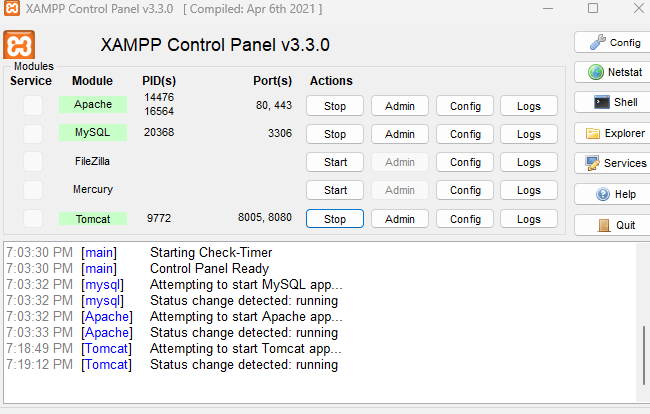 XAMPP Control Panel v3.3.0 [ Compiled: Apr 6th 2021 ]
XAMPP Control Panel v3.3.0
Config
Modules
Service Module PID(s) Port(s) Actions
Netstat
Apache 14476 16564 80, 443 Stop Admin Config Logs
Shell
MySQL 20368 3306 Stop Admin Config Logs
Explorer
FileZilla Start Admin Config Logs
Services
Mercury Start Admin Config Logs
Help
Tomcat 9772 8005, 8080 Stop Admin Config Logs
Quit
7:03:30 PM [main] Starting Check-Timer
7:03:30 PM [main] Control Panel Ready
7:03:32 PM [mysql] Attempting to start MySQL app...
7:03:32 PM [mysql] Status change detected: running
7:03:32 PM [Apache] Attempting to start Apache app...
7:03:33 PM [Apache] Status change detected: running
7:18:49 PM [Tomcat] Attempting to start Tomcat app...
7:19:12 PM [Tomcat] Status change detected: running